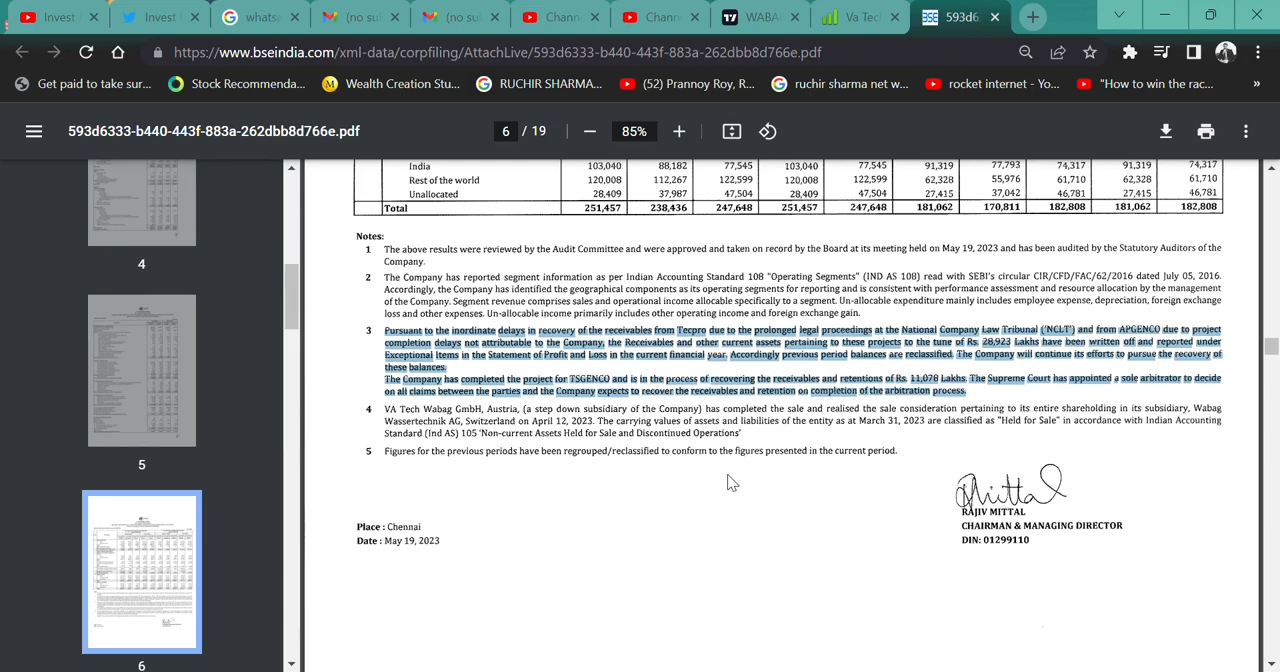 Invest
Invest
whats
(no sul
(no su
Chann
Chann
WABA
Va Tec
593d6
https://www.bseindia.com/xml-data/corpfiling/AttachLive/593d6333-b440-443f-883a-262dbb8d766e.pdf
Get paid to take sur...
Stock Recommenda...
Wealth Creation Stu...
RUCHIR SHARMA...
(52) Prannoy Roy, R...
ruchir sharma net w...
rocket internet - Yo...
"How to win the rac...
»
593d6333-b440-443f-883a-262dbb8d766e.pdf
6 / 19
85%
India 103,040 88,182 77,545 103,040 77,545 91,319 77,793 74,317 91,319 74,317
Rest of the world 120,008 112,267 122,599 120,008 122,599 62,328 55,976 61,710 62,328 61,710
Unallocated 28,409 37,987 47,504 28,409 47,504 27,415 37,042 46,781 27,415 46,781
Total 251,457 238,436 247,648 251,457 247,648 181,062 170,811 182,808 181,062 182,808
Notes:
1 The above results were reviewed by the Audit Committee and were approved and taken on record by the Board at its meeting held on May 19, 2023 and has been audited by the Statutory Auditors of the
Company.
2 The Company has reported segment information as per Indian Accounting Standard 108 "Operating Segments" (IND AS 108) read with SEBI's circular CIR/CFD/FAC/62/2016 dated July 05, 2016.
Accordingly, the Company has identified the geographical components as its operating segments for reporting and is consistent with performance assessment and resource allocation by the management
of the Company. Segment revenue comprises sales and operational income allocable specifically to a segment. Un-allocable expenditure mainly includes employee expense, depreciation, foreign exchange
loss and other expenses. Un-allocable income primarily includes other operating income and foreign exchange gain.
3 Pursuant to the inordinate delays in recovery of the receivables from Tecpro due to the prolonged legal proceedings at the National Company Law Tribunal ('NCLT') and from APGENCO due to project
completion delays not attributable to the Company, the Receivables and other current assets pertaining to these projects to the tune of Rs. 28,923 Lakhs have been written off and reported under
Exceptional Items in the Statement of Profit and Loss in the current financial year. Accordingly previous period balances are reclassified. The Company will continue its efforts to pursue the recovery of
these balances.
The Company has completed the project for TSGENCO and is in the process of recovering the receivables and retentions of Rs. 11,078 Lakhs. The Supreme Court has appointed a sole arbitrator to decide
on all claims between the parties and the Company expects to recover the receivables and retention on completion of the arbitration process.
4 VA Tech Wabag GmbH, Austria, (a step down subsidiary of the Company) has completed the sale and realised the sale consideration pertaining to its entire shareholding in its subsidiary, Wabag
Wassertechnik AG, Switzerland on April 12, 2023. The carrying values of assets and liabilities of the entity as at March 31, 2023 are classified as "Held for Sale" in accordance with Indian Accounting
Standard (Ind AS) 105 'Non-current Assets Held for Sale and Discontinued Operations'
5 Figures for the previous periods have been regrouped/reclassified to conform to the figures presented in the current period.
RAJIV MITTAL
Place : Chennai
CHAIRMAN & MANAGING DIRECTOR
Date : May 19, 2023
DIN: 01299110
4
5
6